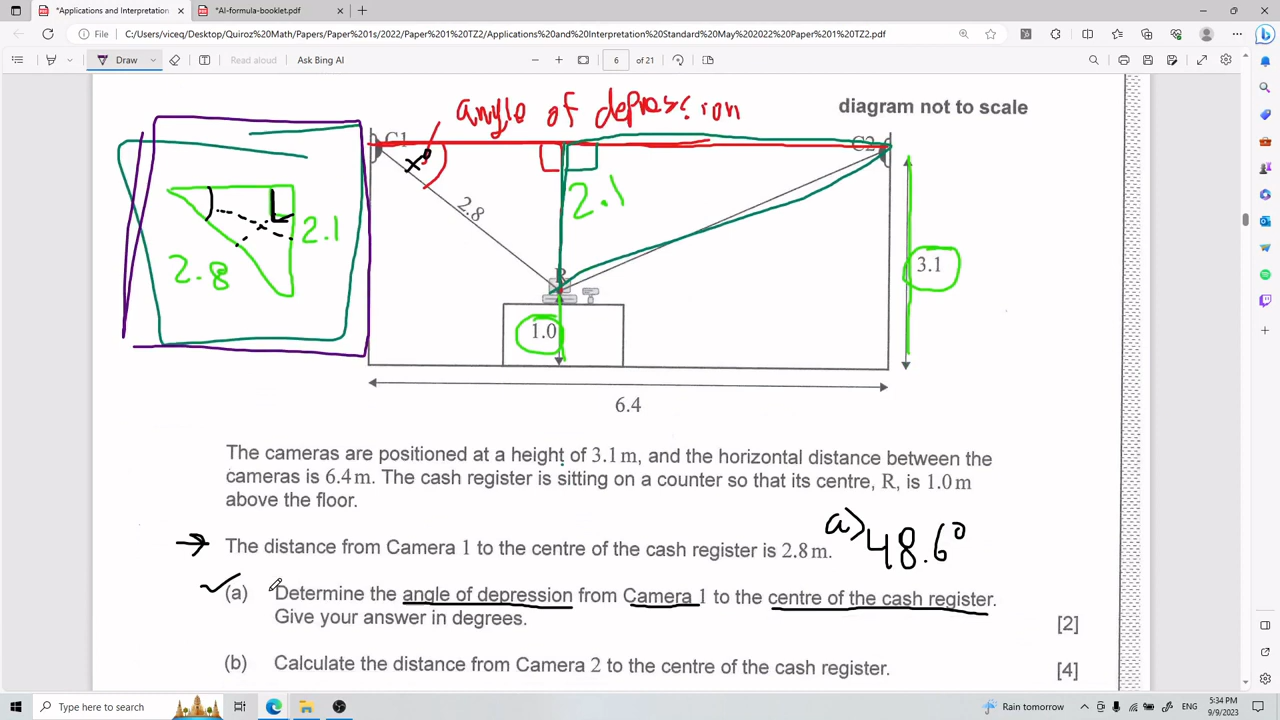 *Applications and Interpretation
*AI-formula-booklet.pdf
File
C:/Users/viceq/Desktop/Quiroz%20Math/Papers/Paper%201s/2022/Paper%201%20TZ2/Applications%20and%20Interpretation%20Standard%20May%202022%20Paper%201%20TZ2.pdf
Draw
Read aloud
Ask Bing AI
6 of 21
angle of depression
diagram not to scale
C1
C2
x°
2.8
2.1
2.1
2.8
R
3.1
1.0
6.4
The cameras are positioned at a height of 3.1 m, and the horizontal distance between the
cameras is 6.4 m. The cash register is sitting on a counter so that its centre, R, is 1.0 m
above the floor.
a) 48.6°
The distance from Camera 1 to the centre of the cash register is 2.8 m.
(a) Determine the angle of depression from Camera 1 to the centre of the cash register.
Give your answer in degrees. [2]
(b) Calculate the distance from Camera 2 to the centre of the cash register. [4]
Type here to search
Rain tomorrow
5:34 PM
9/9/2023